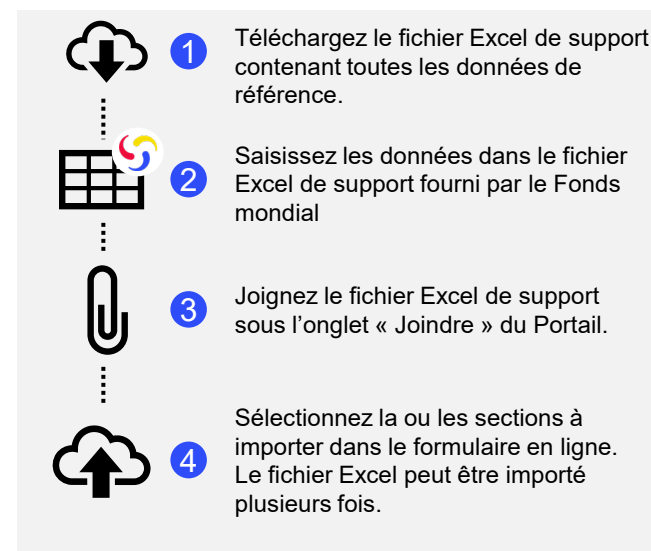 1
Téléchargez le fichier Excel de support
contenant toutes les données de
référence.
2
Saisissez les données dans le fichier
Excel de support fourni par le Fonds
mondial
3
Joignez le fichier Excel de support
sous l’onglet « Joindre » du Portail.
4
Sélectionnez la ou les sections à
importer dans le formulaire en ligne.
Le fichier Excel peut être importé
plusieurs fois.